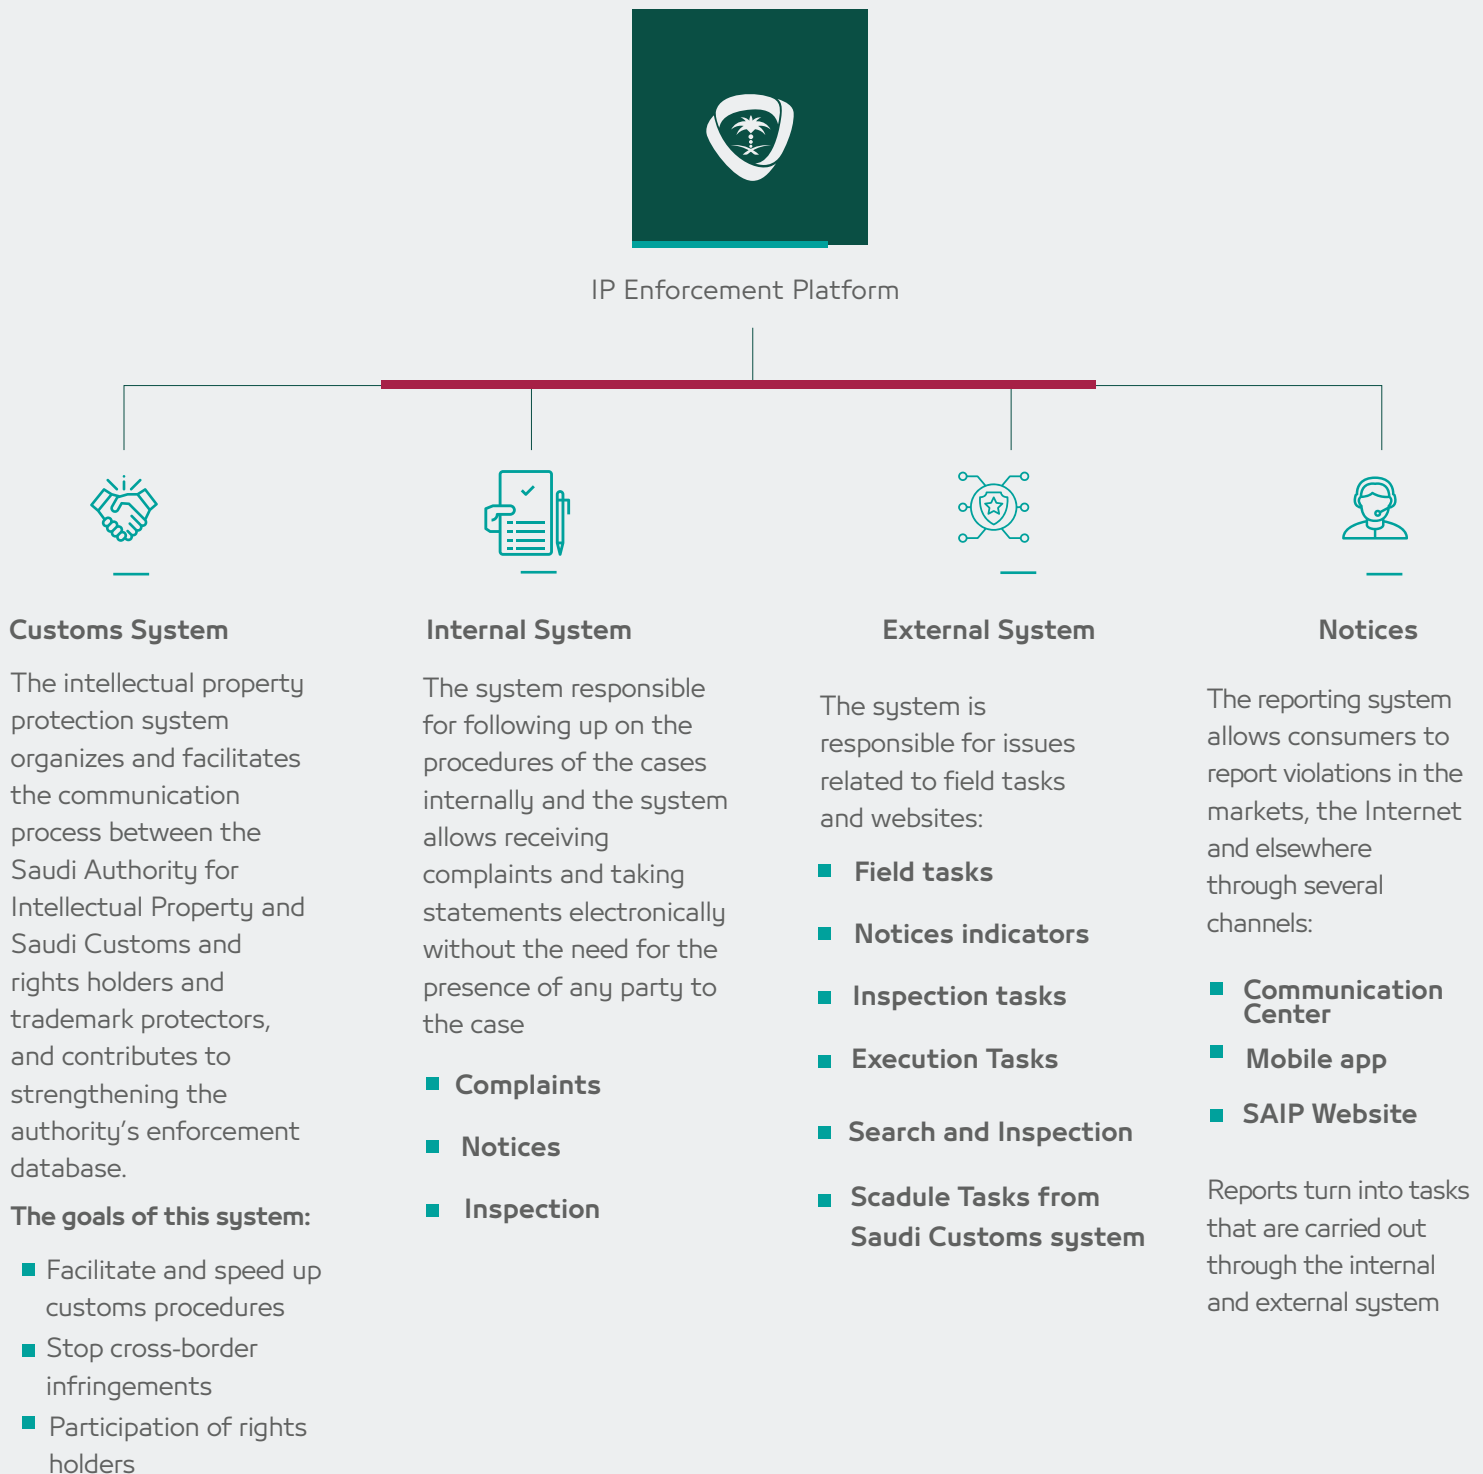 IP Enforcement Platform
Customs System
The intellectual property
protection system
organizes and facilitates
the communication
process between the
Saudi Authority for
Intellectual Property and
Saudi Customs and
rights holders and
trademark protectors,
and contributes to
strengthening the
authority’s enforcement
database.
The goals of this system:
Facilitate and speed up
customs procedures
Stop cross-border
infringements
Participation of rights
holders
Internal System
The system responsible
for following up on the
procedures of the cases
internally and the system
allows receiving
complaints and taking
statements electronically
without the need for the
presence of any party to
the case
Complaints
Notices
Inspection
External System
The system is
responsible for issues
related to field tasks
and websites:
Field tasks
Notices indicators
Inspection tasks
Execution Tasks
Search and Inspection
Scadule Tasks from
Saudi Customs system
Notices
The reporting system
allows consumers to
report violations in the
markets, the Internet
and elsewhere
through several
channels:
Communication
Center
Mobile app
SAIP Website
Reports turn into tasks
that are carried out
through the internal
and external system